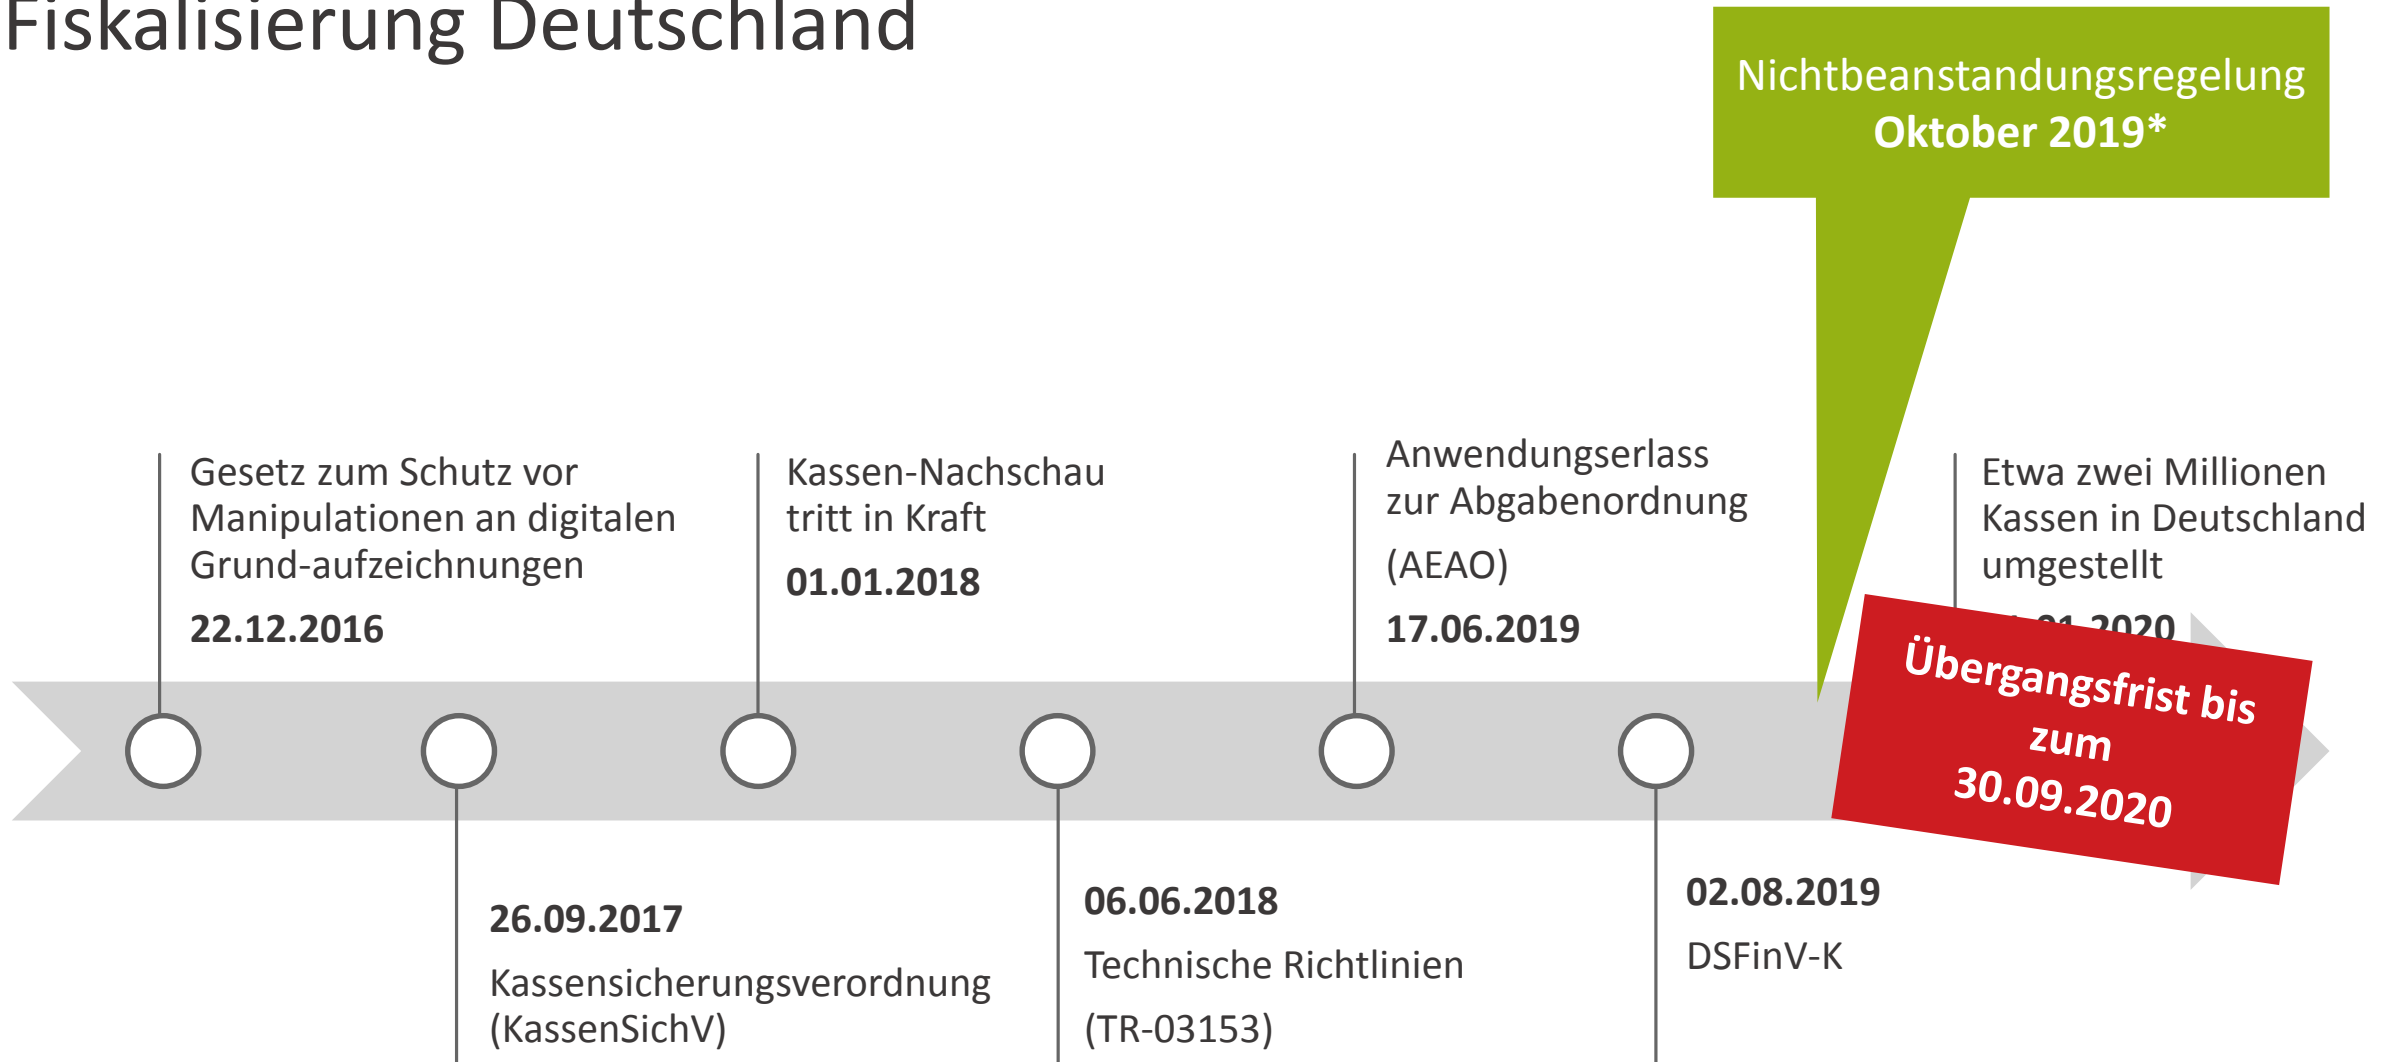 Fiskalisierung Deutschland
Nichtbeanstandungsregelung
Oktober 2019*
Gesetz zum Schutz vor
Manipulationen an digitalen
Grund-aufzeichnungen
22.12.2016
Kassen-Nachschau
tritt in Kraft
01.01.2018
Anwendungserlass
zur Abgabenordnung
(AEAO)
17.06.2019
Etwa zwei Millionen
Kassen in Deutschland
umgestellt
Übergangsfrist bis
zum
30.09.2020
26.09.2017
Kassensicherungsverordnung
(KassenSichV)
06.06.2018
Technische Richtlinien
(TR-03153)
02.08.2019
DSFinV-K